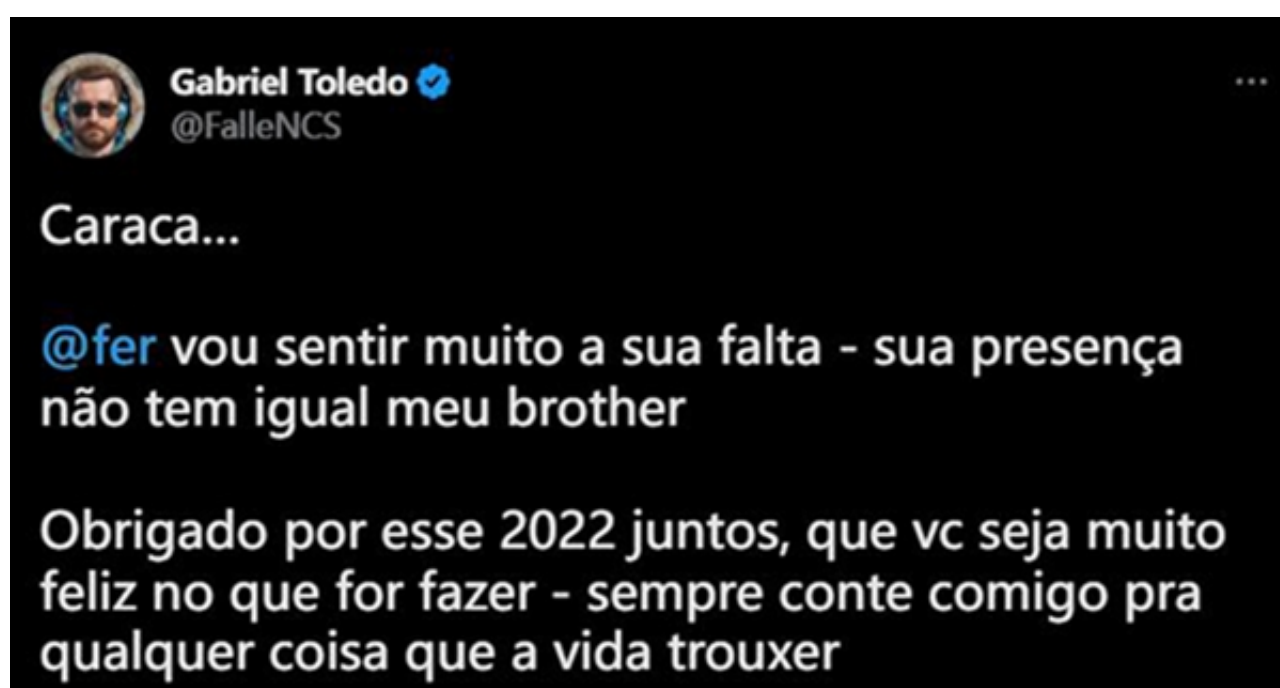 Gabriel Toledo
@FalleNCS
Caraca...
@fer vou sentir muito a sua falta - sua presença
não tem igual meu brother
Obrigado por esse 2022 juntos, que vc seja muito
feliz no que for fazer - sempre conte comigo pra
qualquer coisa que a vida trouxer